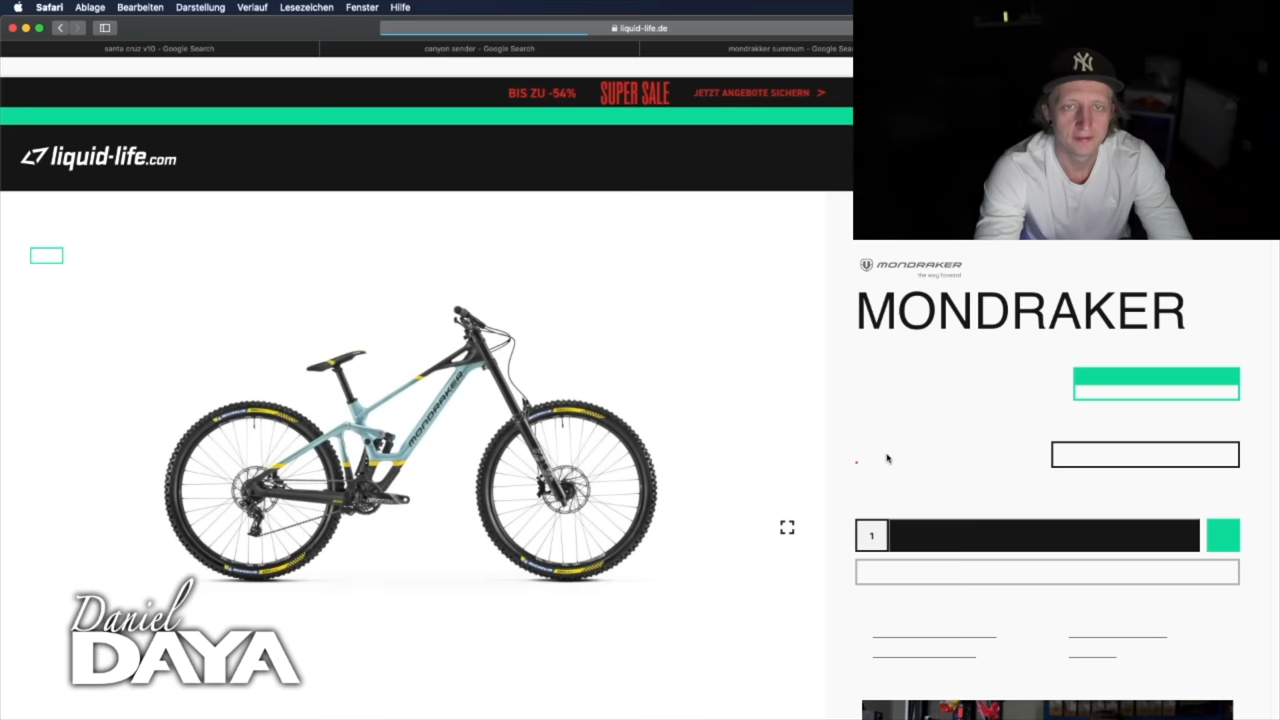 Safari Ablage Bearbeiten Darstellung Verlauf Lesezeichen Fenster Hilfe
liquid-life.de
santa cruz v10 - Google Search
canyon sender - Google Search
mondrakker summum - Google Sea
BIS ZU -54% SUPER SALE JETZT ANGEBOTE SICHERN >
liquid-life.com
NY
MONDRAKER
the way forward
MONDRAKER
MONDRAKER
1
Daniel
DAYA